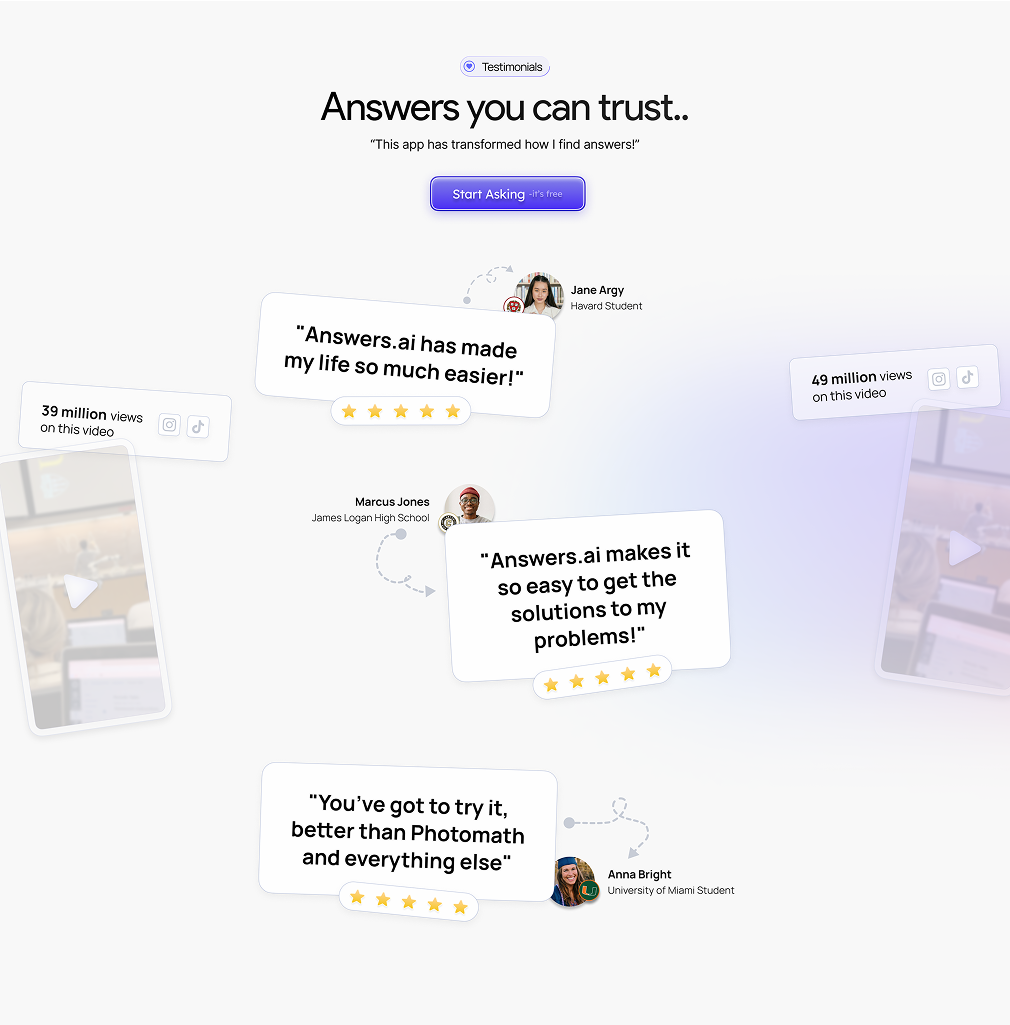 Testimonials
Answers you can trust..
“This app has transformed how I find answers!”
Start Asking -it's free
Jane Argy
Havard Student
"Answers.ai has made
my life so much easier!"
39 million views
on this video
49 million views
on this video
Marcus Jones
James Logan High School
"Answers.ai makes it
so easy to get the
solutions to my
problems!"
"You've got to try it,
better than Photomath
and everything else"
Anna Bright
University of Miami Student